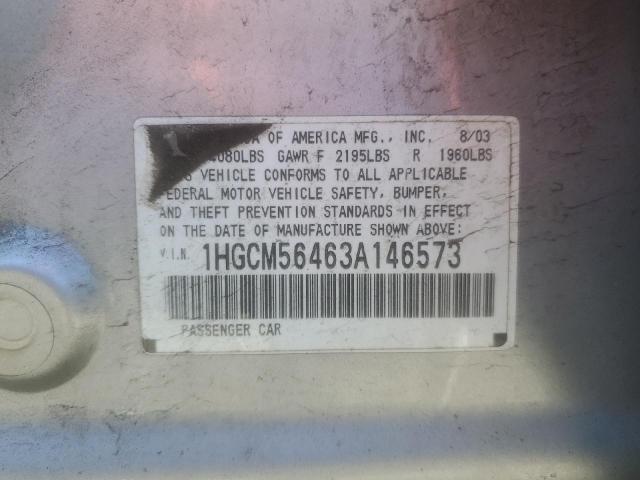 OF AMERICA MFG., INC. 8/03
GAWR F 2195LBS R 1960LBS
VEHICLE CONFORMS TO ALL APPLICABLE
FEDERAL MOTOR VEHICLE SAFETY, BUMPER,
AND THEFT PREVENTION STANDARDS IN EFFECT
ON THE DATE OF MANUFACTURE SHOWN ABOVE:
V.I.N. 1HGCM56463A146573
PASSENGER CAR